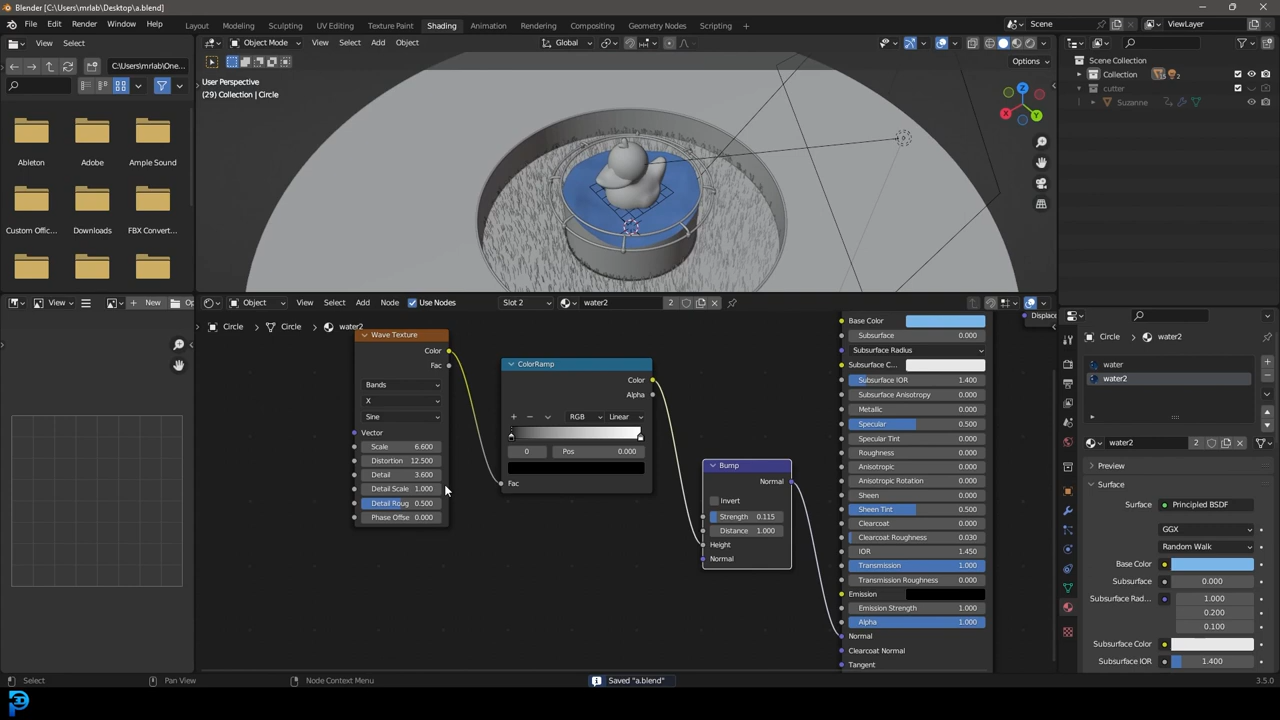 Blender [C:\Users\mrlab\Desktop\a.blend]
File Edit Render Window Help Layout Modeling Sculpting UV Editing Texture Paint Shading Animation Rendering Compositing Geometry Nodes Scripting Scene ViewLayer
View Select Object Mode View Select Add Object Global
C:\Users\mrlab\One...
Options
User Perspective
(29) Collection | Circle
X
Y
Z
Scene Collection
Collection
cutter
Suzanne
Ableton Adobe Ample Sound
Custom Offic... Downloads FBX Convert...
View New Op
Object View Select Add Node Use Nodes Slot 2 water2 2
Circle > Circle > water2
Wave Texture
Color
Fac
Bands
X
Sine
Vector
Scale 6.600
Distortion 12.500
Detail 3.600
Detail Scale 1.000
Detail Roug 0.500
Phase Offse 0.000
ColorRamp
Color
Alpha
RGB Linear
0 Pos 0.000
Fac
Bump
Normal
Invert
Strength 0.115
Distance 1.000
Height
Normal
Base Color
Subsurface 0.000
Subsurface Radius
Subsurface C...
Subsurface IOR 1.400
Subsurface Anisotropy 0.000
Metallic 0.000
Specular 0.500
Specular Tint 0.000
Roughness 0.000
Anisotropic 0.000
Anisotropic Rotation 0.000
Sheen 0.000
Sheen Tint 0.500
Clearcoat 0.000
Clearcoat Roughness 0.030
IOR 1.450
Transmission 1.000
Transmission Roughness 0.000
Emission
Emission Strength 1.000
Alpha 1.000
Normal
Clearcoat Normal
Tangent
Displace
Circle > water2
water
water2
water2 2
Preview
Surface
Surface Principled BSDF
GGX
Random Walk
Base Color
Subsurface 0.000
Subsurface Rad... 1.000
0.200
0.100
Subsurface Color
Subsurface IOR 1.400
Select Pan View Node Context Menu Saved "a.blend" 3.5.0